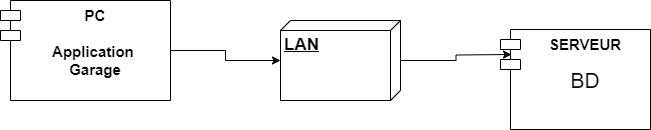 PC
Application
Garage
LAN
SERVEUR
BD